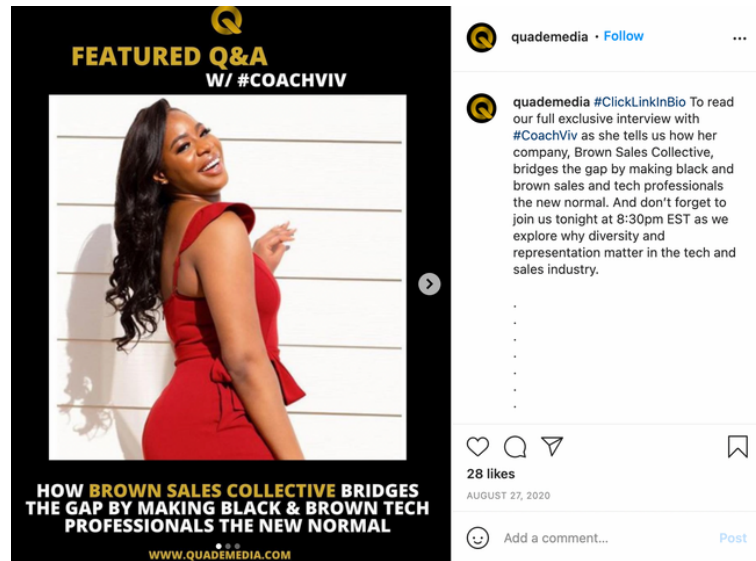 Q
FEATURED Q&A
W/ #COACHVIV
HOW BROWN SALES COLLECTIVE BRIDGES
THE GAP BY MAKING BLACK & BROWN TECH
PROFESSIONALS THE NEW NORMAL
WWW.QUADEMEDIA.COM
Q
quademedia • Follow
...
Q
quademedia #ClickLinkInBio To read
our full exclusive interview with
#CoachViv as she tells us how her
company, Brown Sales Collective,
bridges the gap by making black and
brown sales and tech professionals
the new normal. And don't forget to
join us tonight at 8:30pm EST as we
explore why diversity and
representation matter in the tech and
sales industry.
.
.
.
.
.
.
.
28 likes
AUGUST 27, 2020
Add a comment...
Post